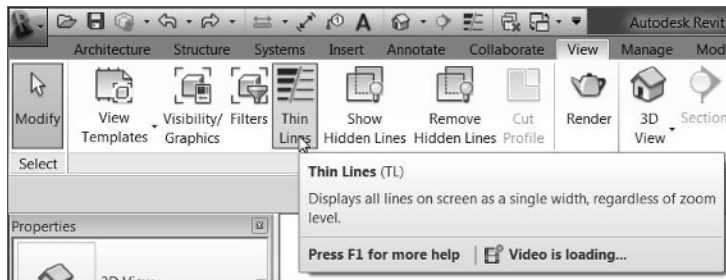 Autodesk Revit
Architecture Structure Systems Insert Annotate Collaborate View Manage Mod
Modify View Templates Visibility/ Graphics Filters Thin Lines Show Hidden Lines Remove Hidden Lines Cut Profile Render 3D View Section
Select
Thin Lines (TL)
Displays all lines on screen as a single width, regardless of zoom
level.
Press F1 for more help Video is loading...
Properties
3D View